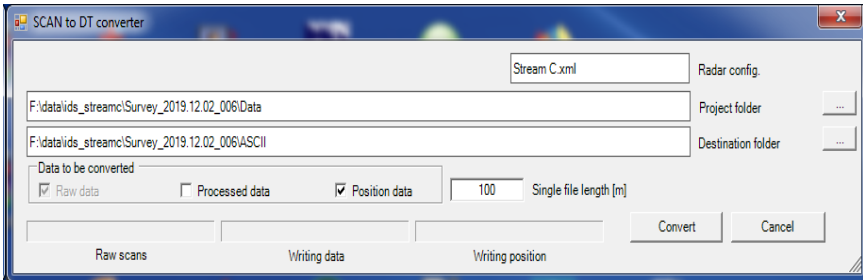 SCAN to DT converter
Stream C.xml Radar config.
F:\data\ids_streamc\Survey_2019.12.02_006\Data Project folder ...
F:\data\ids_streamc\Survey_2019.12.02_006\ASCII Destination folder ...
Data to be converted
Raw data Processed data Position data 100 Single file length [m]
Convert Cancel
Raw scans Writing data Writing position